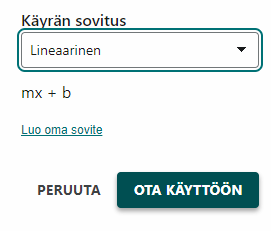 Käyrän sovitus
Lineaarinen
mx + b
Luo oma sovite
PERUUTA OTA KÄYTTÖÖN